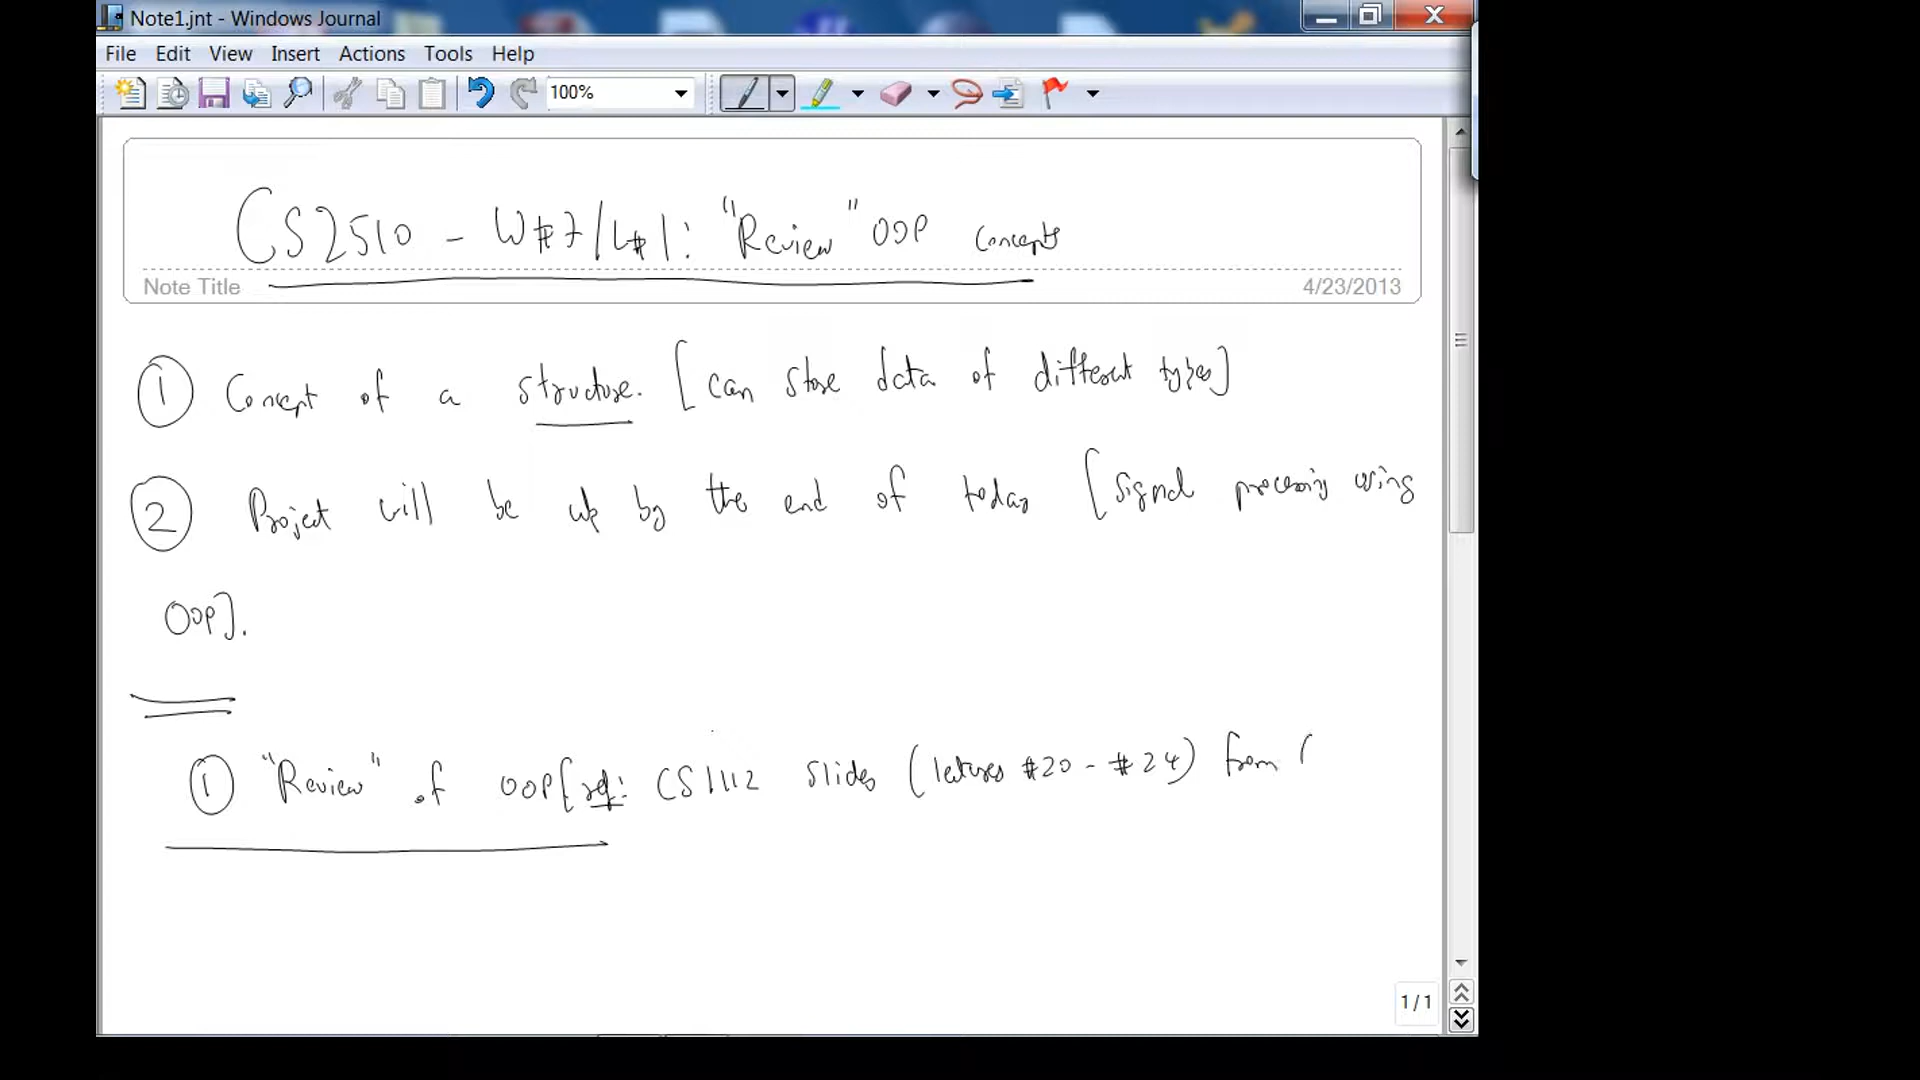 Note1.jnt - Windows Journal
File Edit View Insert Actions Tools Help
100%
CS2510 - W#7/L#1: "Review" OOP concepts
Note Title
4/23/2013
① Concept of a structure. [can store data of different types]
② Project will be up by the end of today [Signal processing using
OOP].
① "Review" of OOP [ref: CS1112 slides (lectures #20 - #24) from (
1 / 1